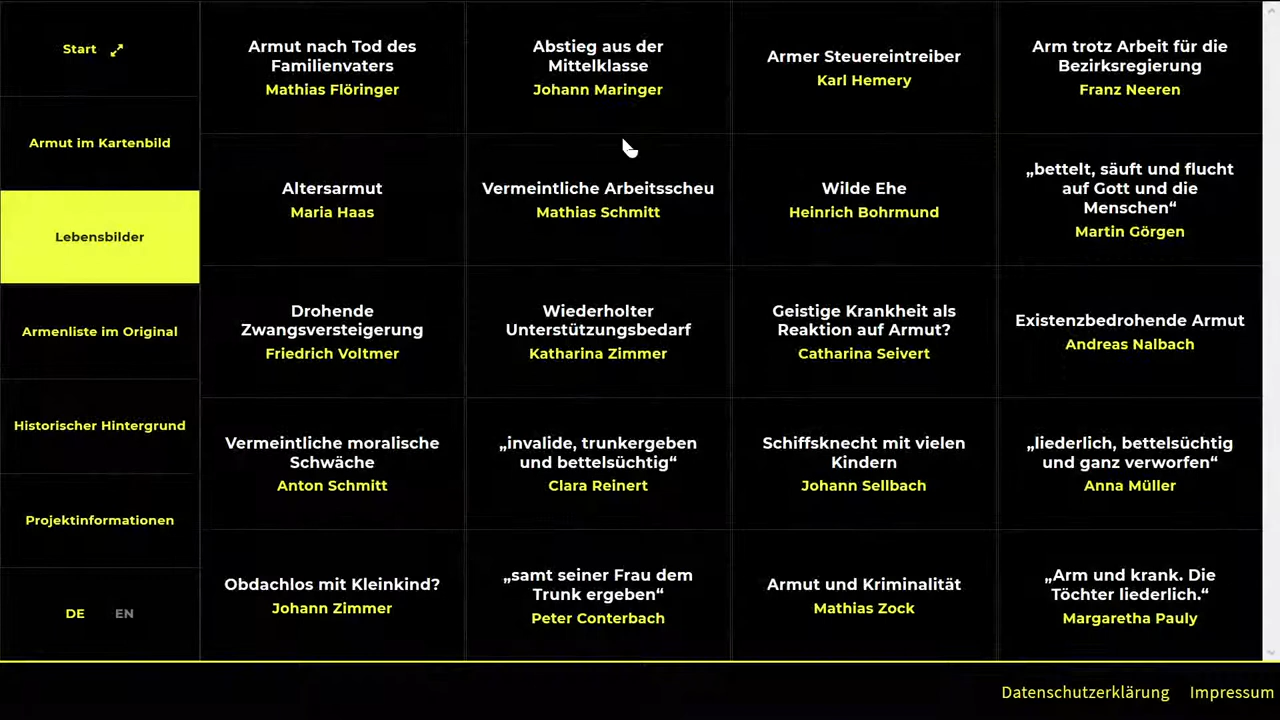 Start
Armut im Kartenbild
Lebensbilder
Armenliste im Original
Historischer Hintergrund
Projektinformationen
DE EN
Armut nach Tod des
Familienvaters
Mathias Flöringer
Abstieg aus der
Mittelklasse
Johann Maringer
Armer Steuereintreiber
Karl Hemery
Arm trotz Arbeit für die
Bezirksregierung
Franz Neeren
Altersarmut
Maria Haas
Vermeintliche Arbeitsscheu
Mathias Schmitt
Wilde Ehe
Heinrich Bohrmund
„bettelt, säuft und flucht
auf Gott und die
Menschen“
Martin Görgen
Drohende
Zwangsversteigerung
Friedrich Voltmer
Wiederholter
Unterstützungsbedarf
Katharina Zimmer
Geistige Krankheit als
Reaktion auf Armut?
Catharina Seivert
Existenzbedrohende Armut
Andreas Nalbach
Vermeintliche moralische
Schwäche
Anton Schmitt
„invalide, trunkergeben
und bettelsüchtig“
Clara Reinert
Schiffsknecht mit vielen
Kindern
Johann Sellbach
„liederlich, bettelsüchtig
und ganz verworfen“
Anna Müller
Obdachlos mit Kleinkind?
Johann Zimmer
„samt seiner Frau dem
Trunk ergeben“
Peter Conterbach
Armut und Kriminalität
Mathias Zock
„Arm und krank. Die
Töchter liederlich.“
Margaretha Pauly
Datenschutzerklärung Impressum